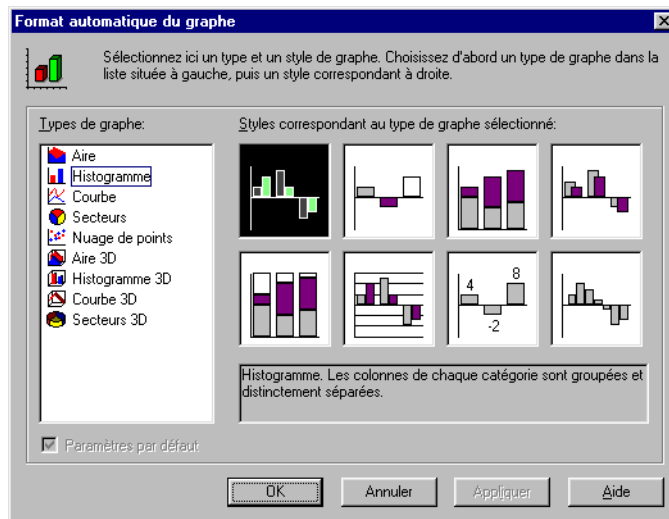 Format automatique du graphe
Sélectionnez ici un type et un style de graphe. Choisissez d'abord un type de graphe dans la
liste située à gauche, puis un style correspondant à droite.
Types de graphe:
Styles correspondant au type de graphe sélectionné:
Aire
Histogramme
Courbe
Secteurs
Nuage de points
Aire 3D
Histogramme 3D
Courbe 3D
Secteurs 3D
4
8
-2
Histogramme. Les colonnes de chaque catégorie sont groupées et
distinctement séparées.
Paramètres par défaut
OK
Annuler
Appliquer
Aide